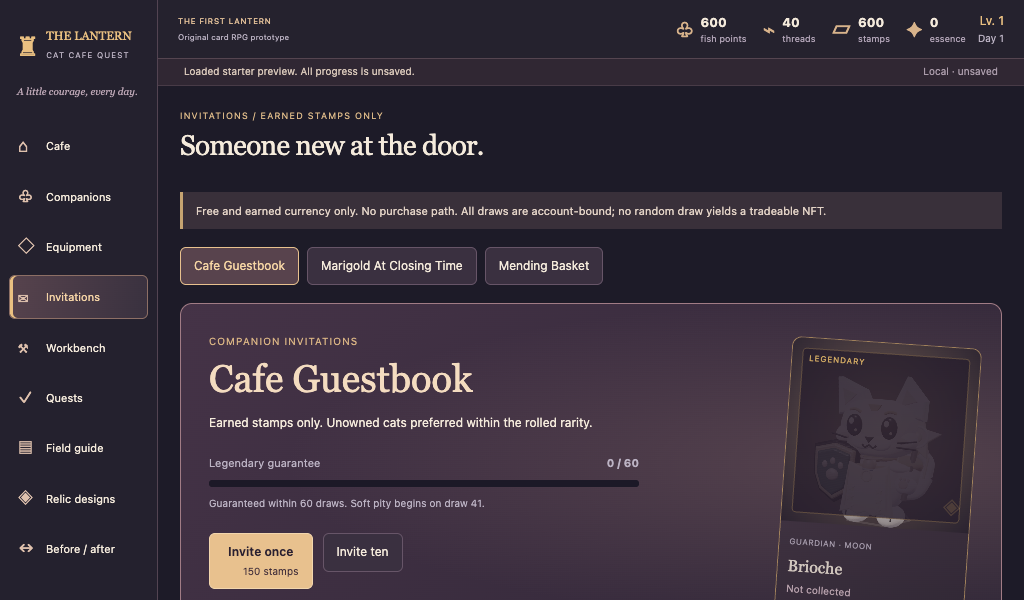 THE LANTERN
CAT CAFE QUEST
A little courage, every day.
Cafe
Companions
Equipment
Invitations
Workbench
Quests
Field guide
Relic designs
Before / after
THE FIRST LANTERN
Original card RPG prototype
600
fish points
40
threads
600
stamps
0
essence
Lv. 1
Day 1
Loaded starter preview. All progress is unsaved.
Local · unsaved
INVITATIONS / EARNED STAMPS ONLY
Someone new at the door.
Free and earned currency only. No purchase path. All draws are account-bound; no random draw yields a tradeable NFT.
Cafe Guestbook
Marigold At Closing Time
Mending Basket
COMPANION INVITATIONS
Cafe Guestbook
Earned stamps only. Unowned cats preferred within the rolled rarity.
Legendary guarantee
0 / 60
Guaranteed within 60 draws. Soft pity begins on draw 41.
Invite once
150 stamps
Invite ten
LEGENDARY
GUARDIAN · MOON
Brioche
Not collected